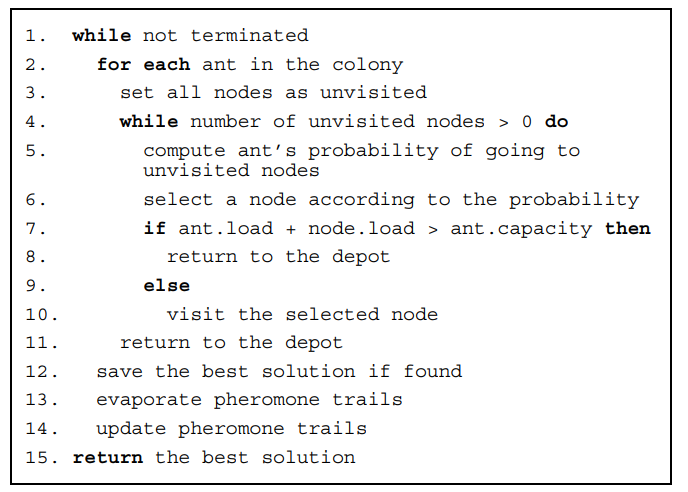 1. while not terminated
2. for each ant in the colony
3. set all nodes as unvisited
4. while number of unvisited nodes > 0 do
5. compute ant's probability of going to
unvisited nodes
6. select a node according to the probability
7. if ant.load + node.load > ant.capacity then
8. return to the depot
9. else
10. visit the selected node
11. return to the depot
12. save the best solution if found
13. evaporate pheromone trails
14. update pheromone trails
15. return the best solution